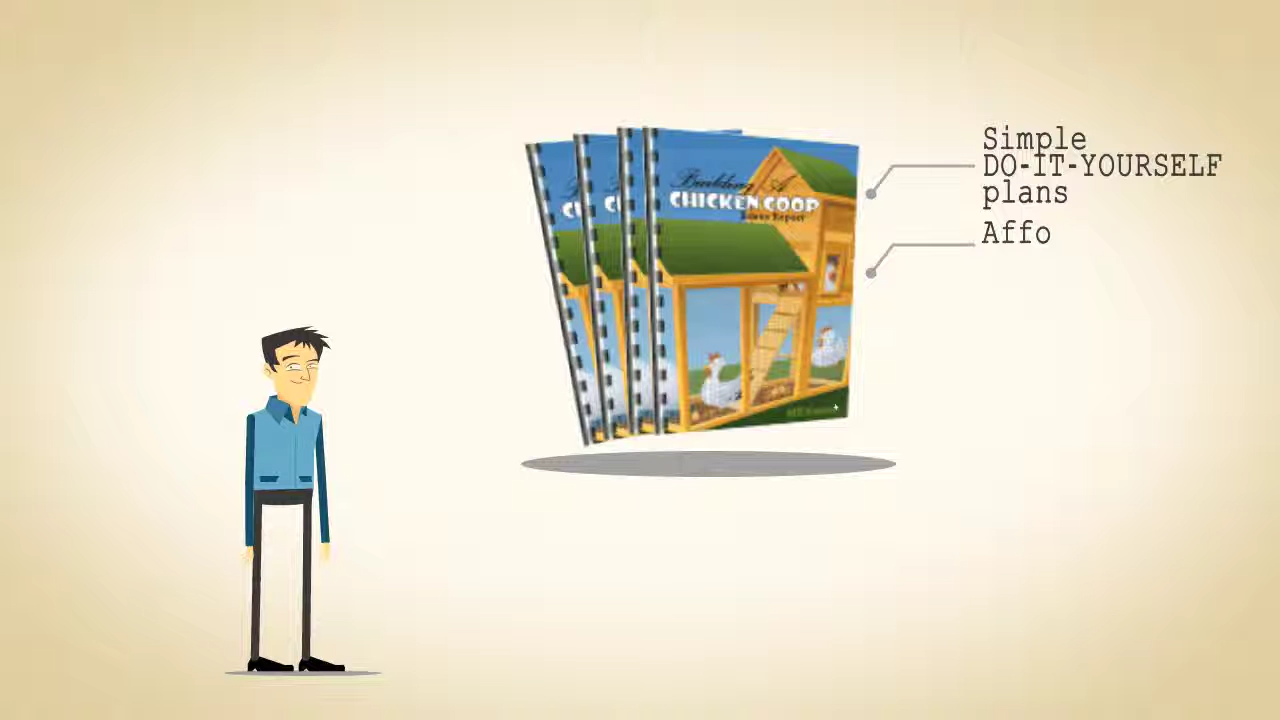 Building A
CHICKEN COOP
Simple
DO-IT-YOURSELF
plans
Affo